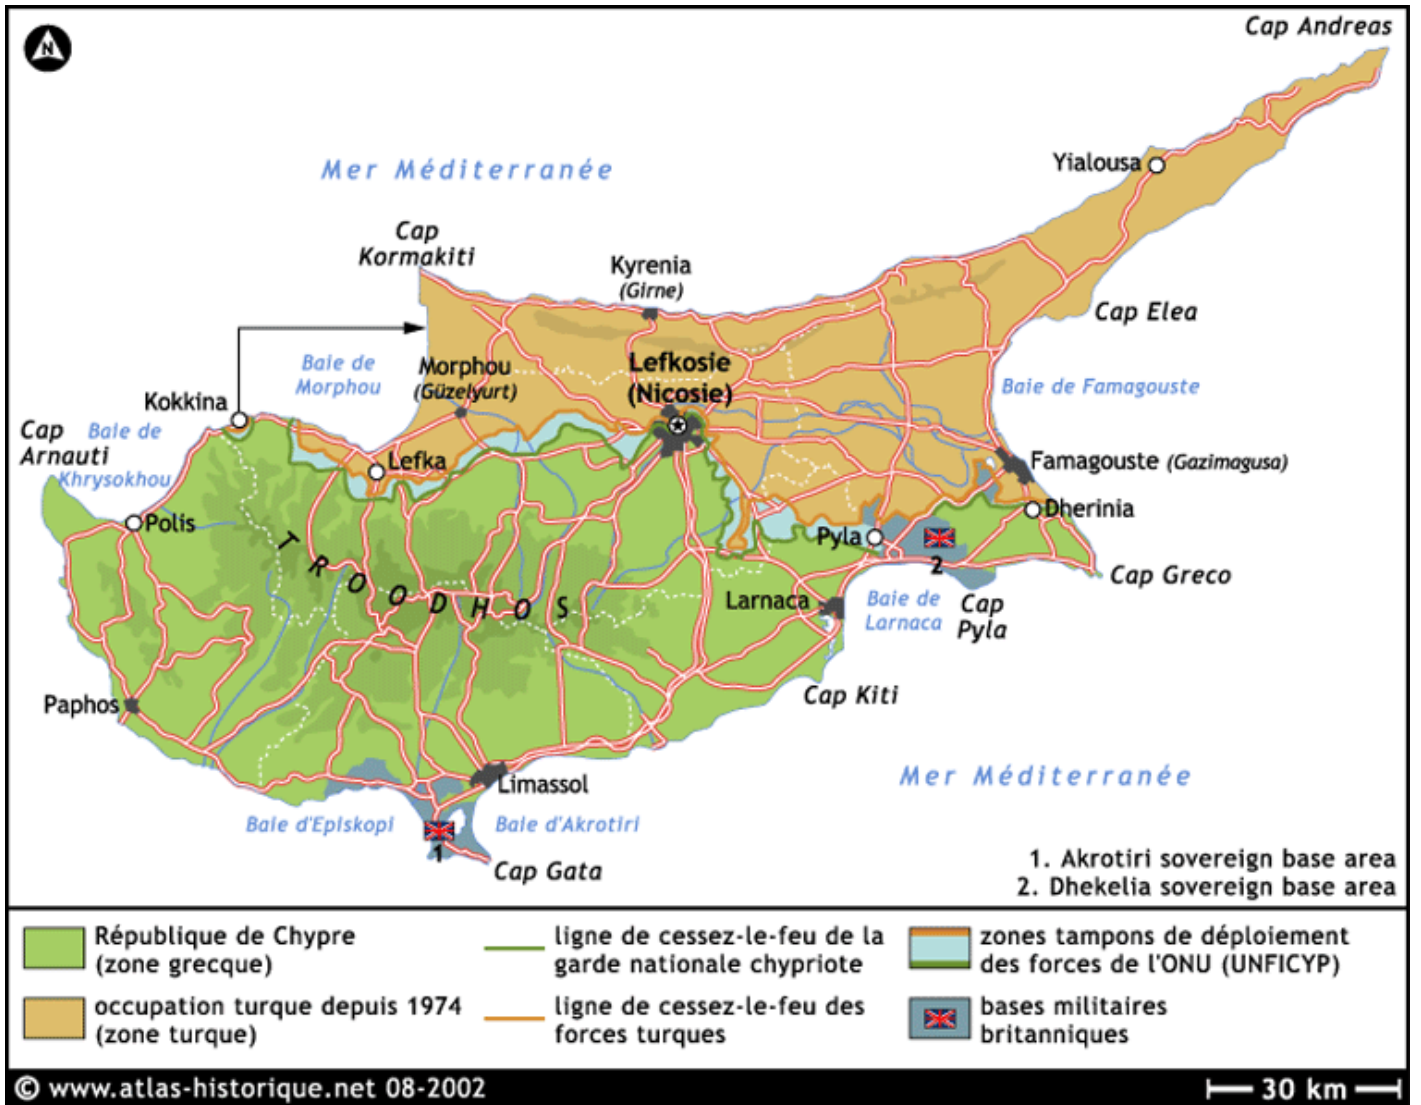 N
Cap Andreas
Mer Méditerranée
Yialousa
Cap
Kormakiti
Kyrenia
(Girne)
Cap Elea
Baie de
Morphou
Morphou
(Güzelyurt)
Lefkosie
(Nicosie)
Baie de Famagouste
Kokkina
Cap
Arnauti
Baie de
Khrysokhou
Lefka
Famagouste (Gazimagusa)
Polis
Dherinia
Pyla
2
TROODHOS
Cap Greco
Larnaca
Baie de
Larnaca
Cap
Pyla
Paphos
Cap Kiti
Mer Méditerranée
Limassol
Baie d'Episkopi
Baie d'Akrotiri
1
Cap Gata
1. Akrotiri sovereign base area
2. Dhekelia sovereign base area
République de Chypre
(zone grecque)
ligne de cessez-le-feu de la
garde nationale chypriote
zones tampons de déploiement
des forces de l'ONU (UNFICYP)
occupation turque depuis 1974
(zone turque)
ligne de cessez-le-feu des
forces turques
bases militaires
britanniques
© www.atlas-historique.net 08-2002
30 km